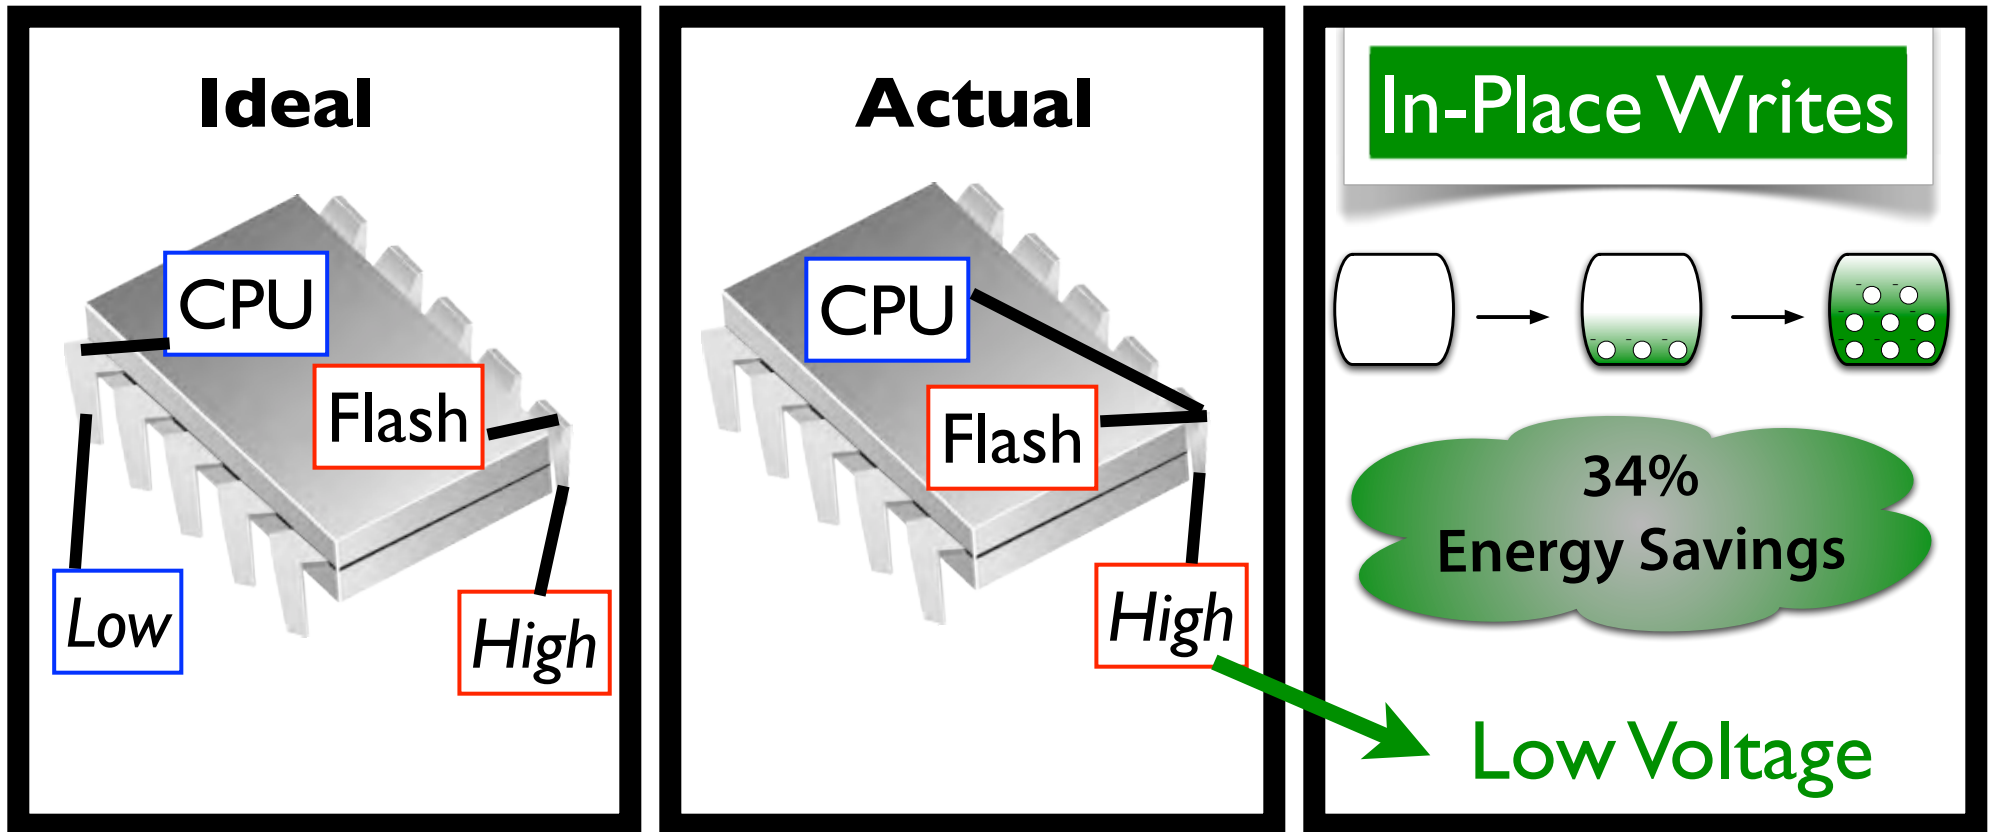 Ideal
CPU
Flash
Low
High
Actual
CPU
Flash
High
In-Place Writes
34%
Energy Savings
Low Voltage